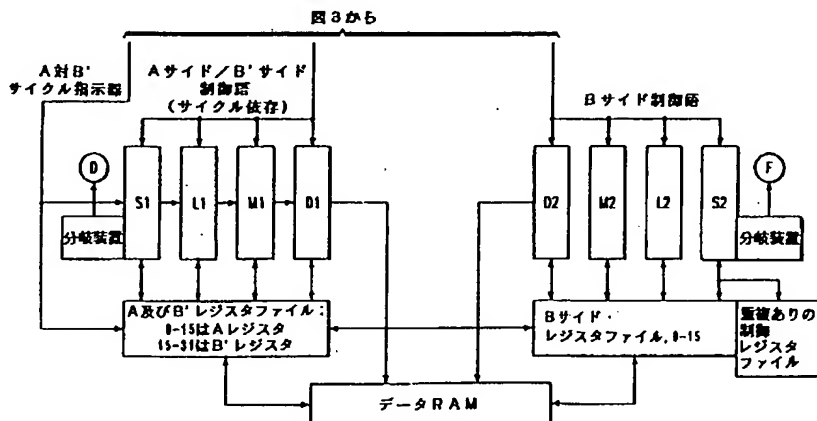 図3から
A対B'
サイクル指示器
Aサイド/B'サイド
制御塔
(サイクル依存)
Bサイド制御塔
D
F
S1
L1
M1
D1
D2
M2
L2
S2
分岐装置
分岐装置
A及びB'レジスタファイル:
0-15はAレジスタ
15-31はB'レジスタ
Bサイド・
レジスタファイル,0-15
重複ありの
制御
レジスタ
ファイル
データRAM